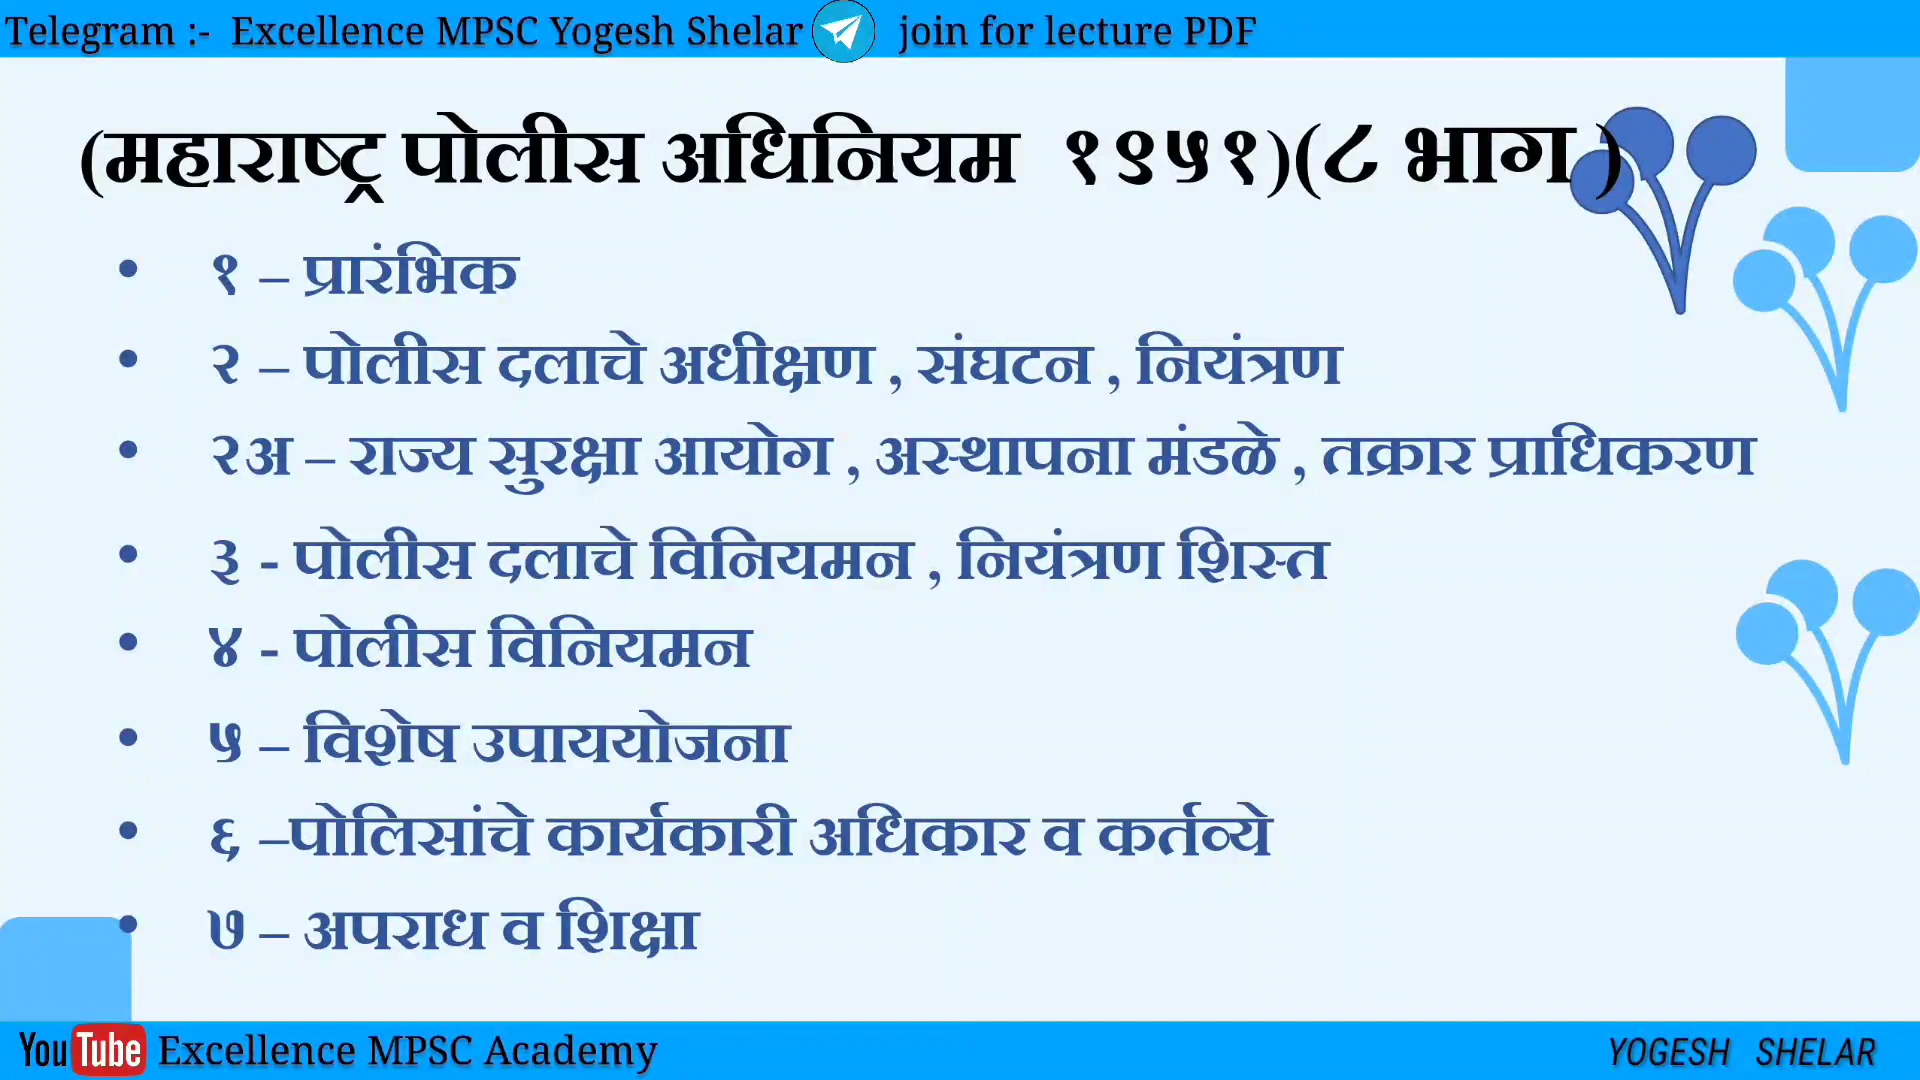 Telegram :- Excellence MPSC Yogesh Shelar join for lecture PDF
(महाराष्ट्र पोलीस अधिनियम १९५१)(८ भाग )
• १ – प्रारंभिक
• २ – पोलीस दलाचे अधीक्षण , संघटन , नियंत्रण
• २अ – राज्य सुरक्षा आयोग , अस्थापना मंडळे , तक्रार प्राधिकरण
• ३ - पोलीस दलाचे विनियमन , नियंत्रण शिस्त
• ४ - पोलीस विनियमन
• ५ – विशेष उपाययोजना
• ६ –पोलिसांचे कार्यकारी अधिकार व कर्तव्ये
• ७ – अपराध व शिक्षा
YouTube Excellence MPSC Academy
YOGESH SHELAR